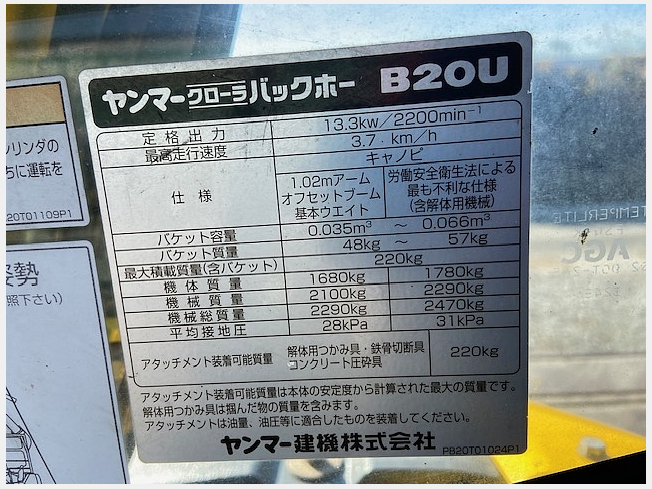 ヤンマークローラバックホー B20U
定格出力 13.3kw/2200min⁻¹
最高走行速度 3.7・km/h
仕様 キャノピ
1.02mアーム
オフセットブーム
基本ウエイト
労働安全衛生法による
最も不利な仕様
(含解体用機械)
バケット容量 0.035m³ ～ 0.066m³
バケット質量 48kg ～ 57kg
最大積載質量(含バケット) 220kg
機体質量 1680kg 1780kg
機械質量 2100kg 2290kg
機械総質量 2290kg 2470kg
平均接地圧 28kPa 31kPa
アタッチメント装着可能質量 解体用つかみ具・鉄骨切断具 220kg
コンクリート圧砕具
アタッチメント装着可能質量は本体の安定度から計算された最大の質量です。
解体用つかみ具は掴んだ物の質量を含みます。
アタッチメントは油量、油圧等に適合したものを装着してください。
ヤンマー建機株式会社 PB20T01024P1
シリンダの
ちに運転を
20T01109P1
姿勢
照下さい)
TEMPERLITE
AGC